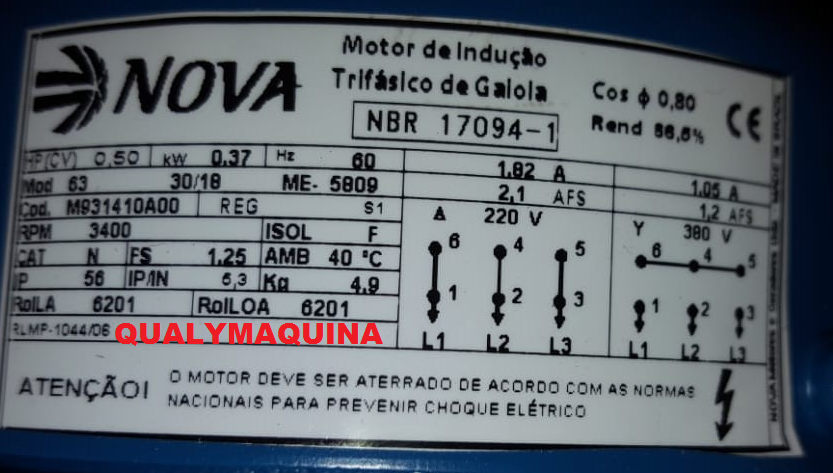 NOVA
Motor de Indução
Trifásico de Gaiola
NBR 17094-1
Cos ϕ 0,80
Rend %
CE
HP(CV) 0,50 kW 0.37 Hz 60
Mod 63 30/18 ME- 5809
Cod. M931410A00 REG S1
RPM 3400 ISOL F
CAT N FS 1.25 AMB 40 °C
IP 56 IP/IN 5,3 Kg 4.9
RolLA 6201 RolLOA 6201
RLMP-1044/06 QUALYMAQUINA
1.82 A
2,1 AFS
220 V
6 4 5
1 2 3
L1 L2 L3
1,05 A
1,2 AFS
Y 380 V
6 4 5
1 2 3
L1 L2 L3
ATENÇÃO! O MOTOR DEVE SER ATERRADO DE ACORDO COM AS NORMAS
NACIONAIS PARA PREVENIR CHOQUE ELÉTRICO